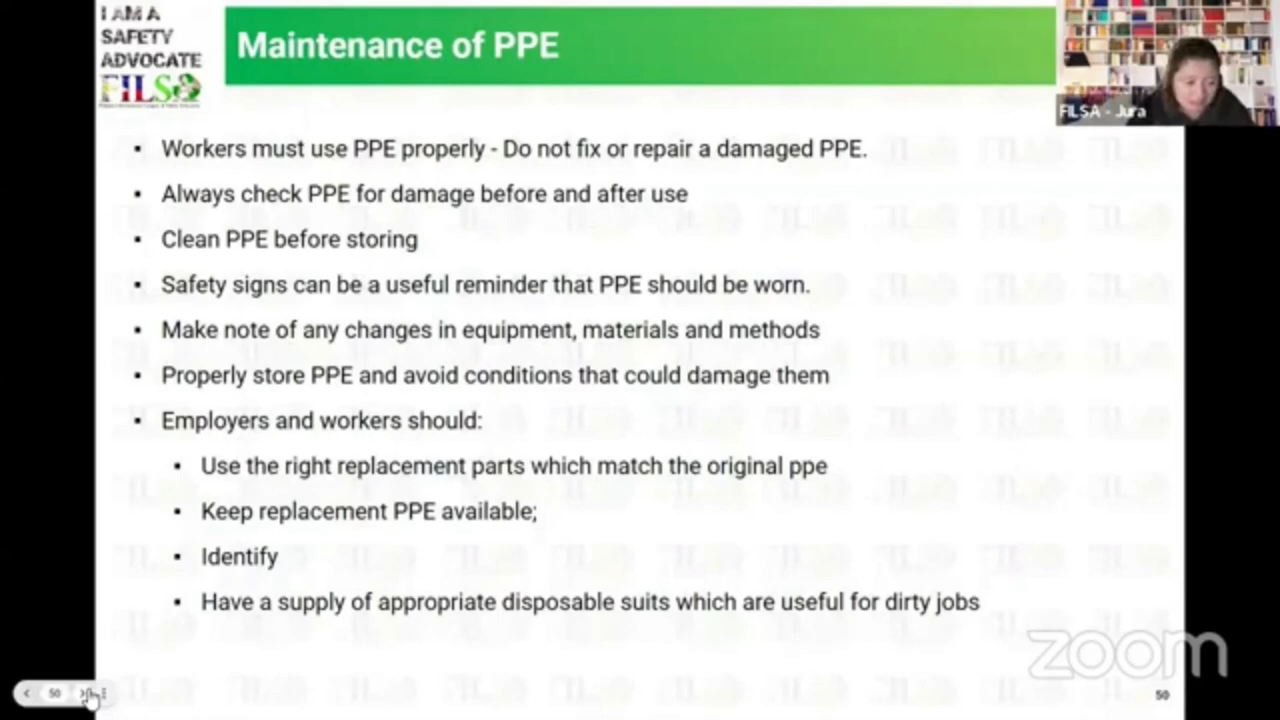 I AM A
SAFETY
ADVOCATE
FILSA
Maintenance of PPE
FILSA - Jura
▪ Workers must use PPE properly - Do not fix or repair a damaged PPE.
▪ Always check PPE for damage before and after use
▪ Clean PPE before storing
▪ Safety signs can be a useful reminder that PPE should be worn.
▪ Make note of any changes in equipment, materials and methods
▪ Properly store PPE and avoid conditions that could damage them
▪ Employers and workers should:
▪ Use the right replacement parts which match the original ppe
▪ Keep replacement PPE available;
▪ Identify
▪ Have a supply of appropriate disposable suits which are useful for dirty jobs
zoom
50
50